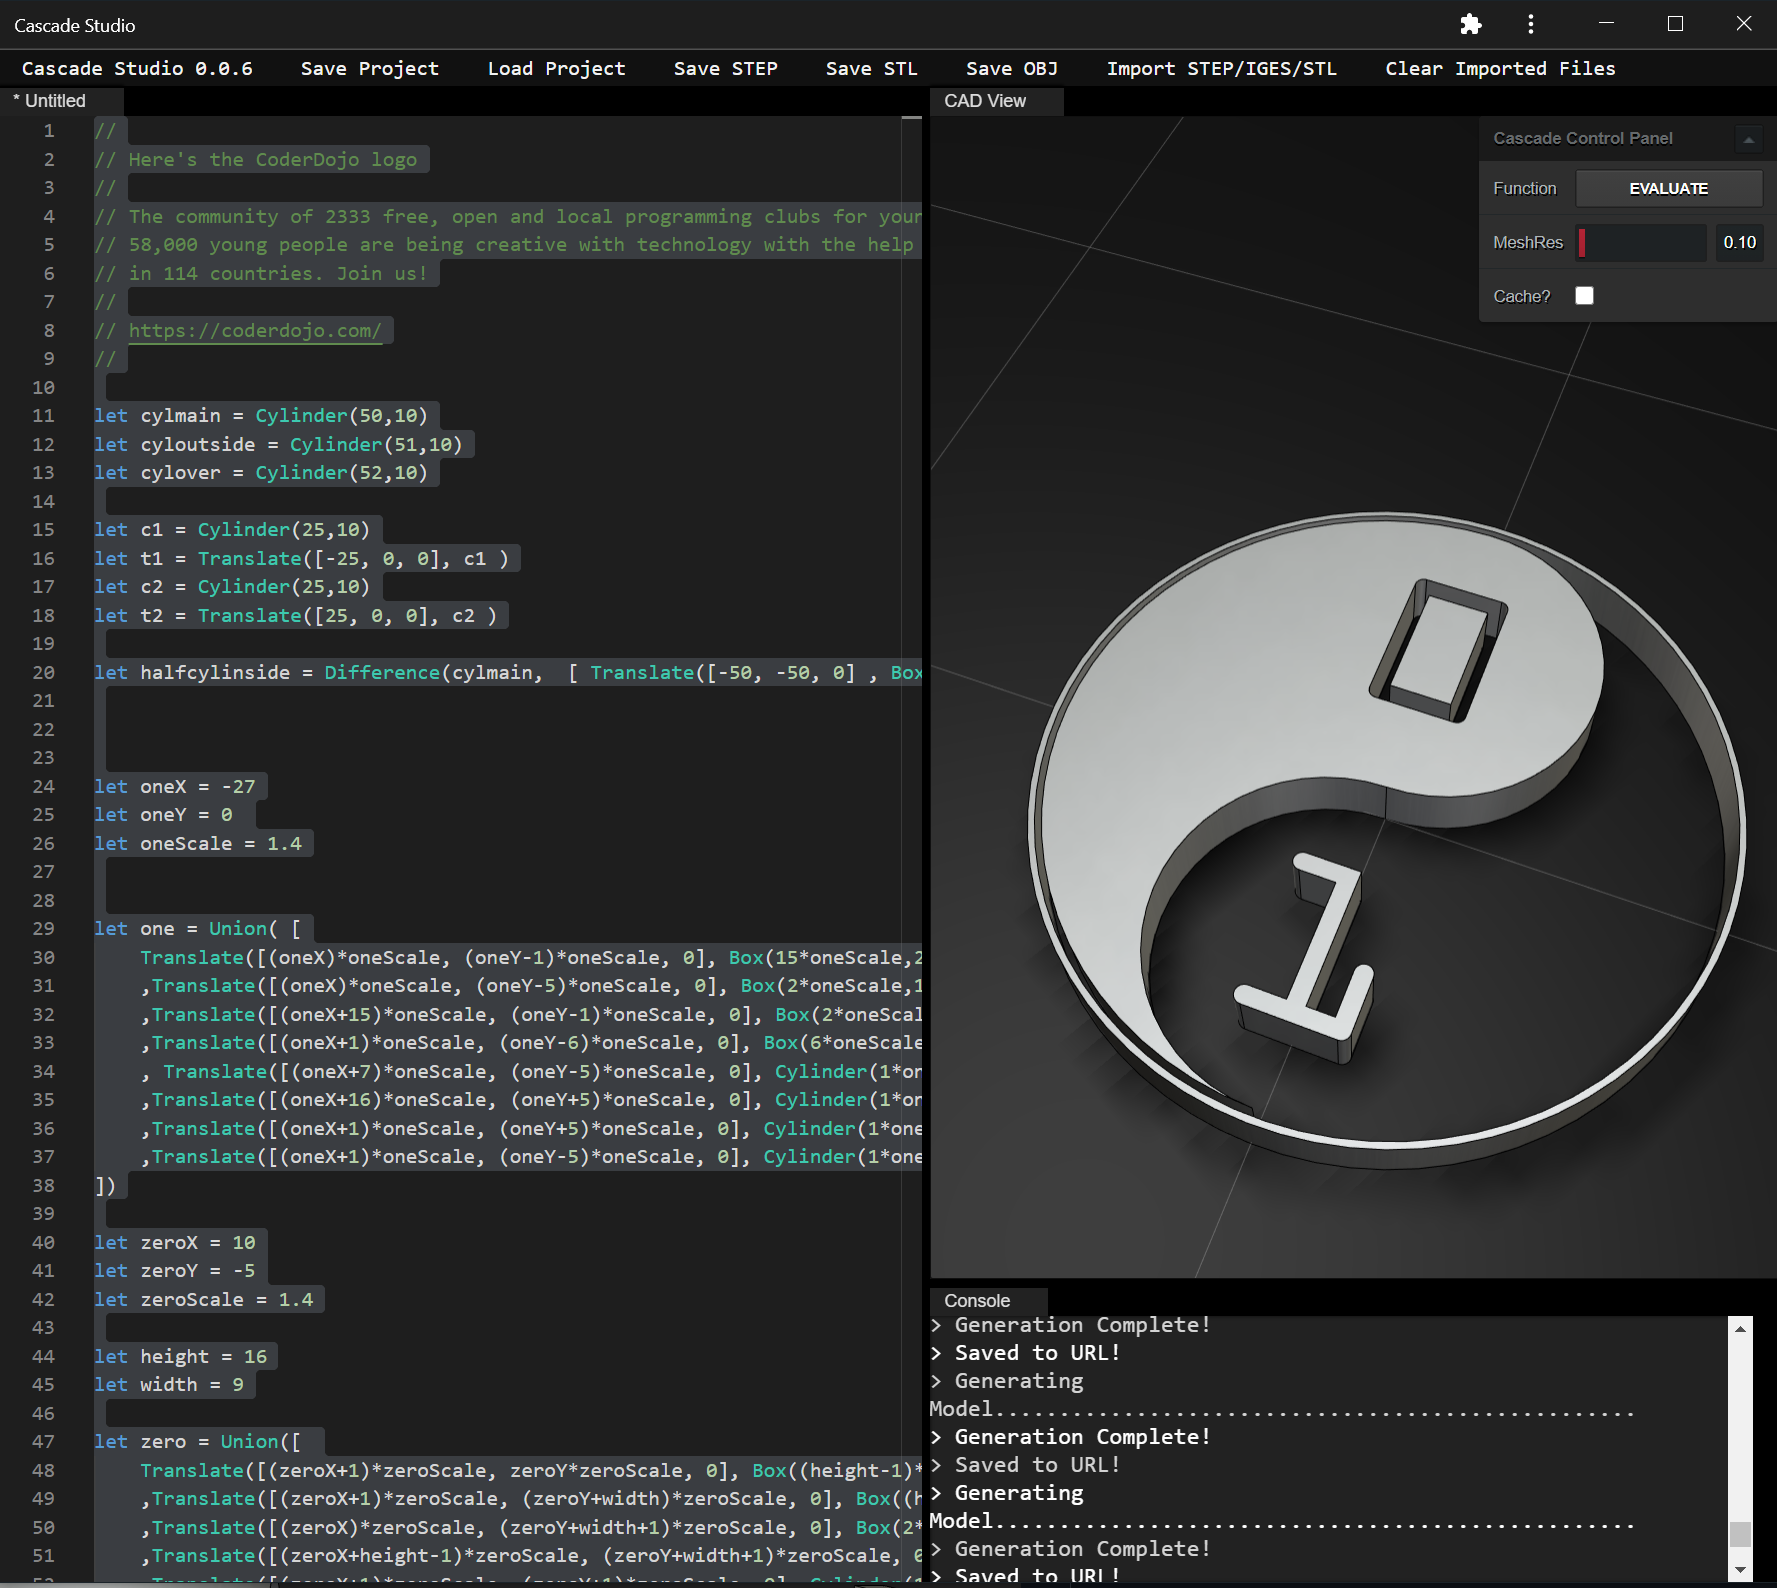 Cascade Studio
Cascade Studio 0.0.6 Save Project Load Project Save STEP Save STL Save OBJ Import STEP/IGES/STL Clear Imported Files
* Untitled
1 //
2 // Here's the CoderDojo logo
3 //
4 // The community of 2333 free, open and local programming clubs for your
5 // 58,000 young people are being creative with technology with the help
6 // in 114 countries. Join us!
7 //
8 // https://coderdojo.com/
9 //
10
11 let cylmain = Cylinder(50,10)
12 let cyloutside = Cylinder(51,10)
13 let cylover = Cylinder(52,10)
14
15 let c1 = Cylinder(25,10)
16 let t1 = Translate([-25, 0, 0], c1 )
17 let c2 = Cylinder(25,10)
18 let t2 = Translate([25, 0, 0], c2 )
19
20 let halfcylinside = Difference(cylmain,  [ Translate([-50, -50, 0] , Box
21
22
23
24 let oneX = -27
25 let oneY = 0
26 let oneScale = 1.4
27
28
29 let one = Union( [
30 Translate([(oneX)*oneScale, (oneY-1)*oneScale, 0], Box(15*oneScale,2
31 ,Translate([(oneX)*oneScale, (oneY-5)*oneScale, 0], Box(2*oneScale,1
32 ,Translate([(oneX+15)*oneScale, (oneY-1)*oneScale, 0], Box(2*oneScal
33 ,Translate([(oneX+1)*oneScale, (oneY-6)*oneScale, 0], Box(6*oneScale
34 , Translate([(oneX+7)*oneScale, (oneY-5)*oneScale, 0], Cylinder(1*on
35 ,Translate([(oneX+16)*oneScale, (oneY+5)*oneScale, 0], Cylinder(1*on
36 ,Translate([(oneX+1)*oneScale, (oneY+5)*oneScale, 0], Cylinder(1*one
37 ,Translate([(oneX+1)*oneScale, (oneY-5)*oneScale, 0], Cylinder(1*one
38 ])
39
40 let zeroX = 10
41 let zeroY = -5
42 let zeroScale = 1.4
43
44 let height = 16
45 let width = 9
46
47 let zero = Union([
48 Translate([(zeroX+1)*zeroScale, zeroY*zeroScale, 0], Box((height-1)*
49 ,Translate([(zeroX+1)*zeroScale, (zeroY+width)*zeroScale, 0], Box((h
50 ,Translate([(zeroX)*zeroScale, (zeroY+width+1)*zeroScale, 0], Box(2*
51 ,Translate([(zeroX+height-1)*zeroScale, (zeroY+width+1)*zeroScale, 0
CAD View
Cascade Control Panel
Function EVALUATE
MeshRes 0.10
Cache?
0
1
Console
> Generation Complete!
> Saved to URL!
> Generating
Model..................................................
> Generation Complete!
> Saved to URL!
> Generating
Model..................................................
> Generation Complete!
> Saved to URL!